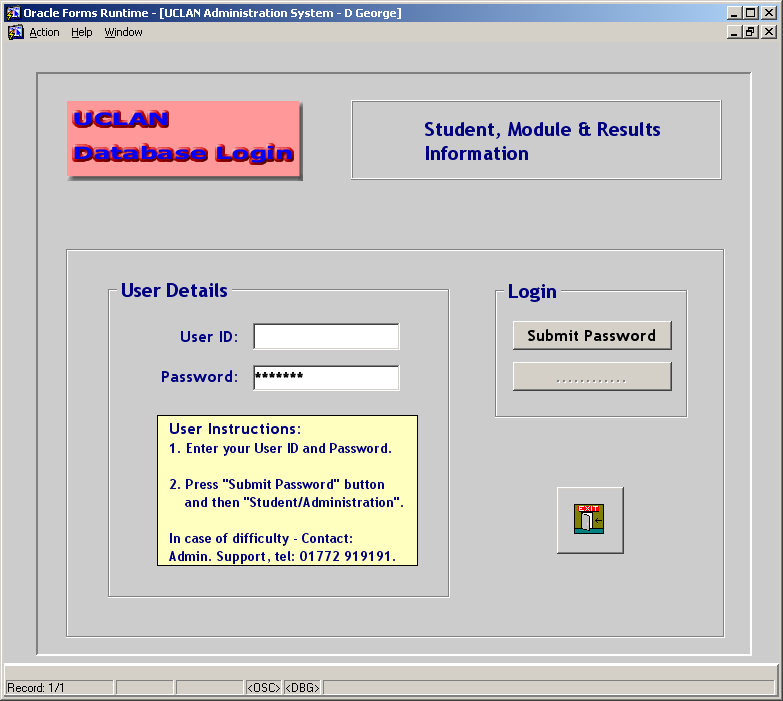 Oracle Forms Runtime - [UCLAN Administration System - D George]
Action Help Window
UCLAN
Database Login
Student, Module & Results
Information
User Details
User ID:
Password: *******
User Instructions:
1. Enter your User ID and Password.
2. Press "Submit Password" button
and then "Student/Administration".
In case of difficulty - Contact:
Admin. Support, tel: 01772 919191.
Login
Submit Password
............
EXIT
Record: 1/1 <OSC> <DBG>